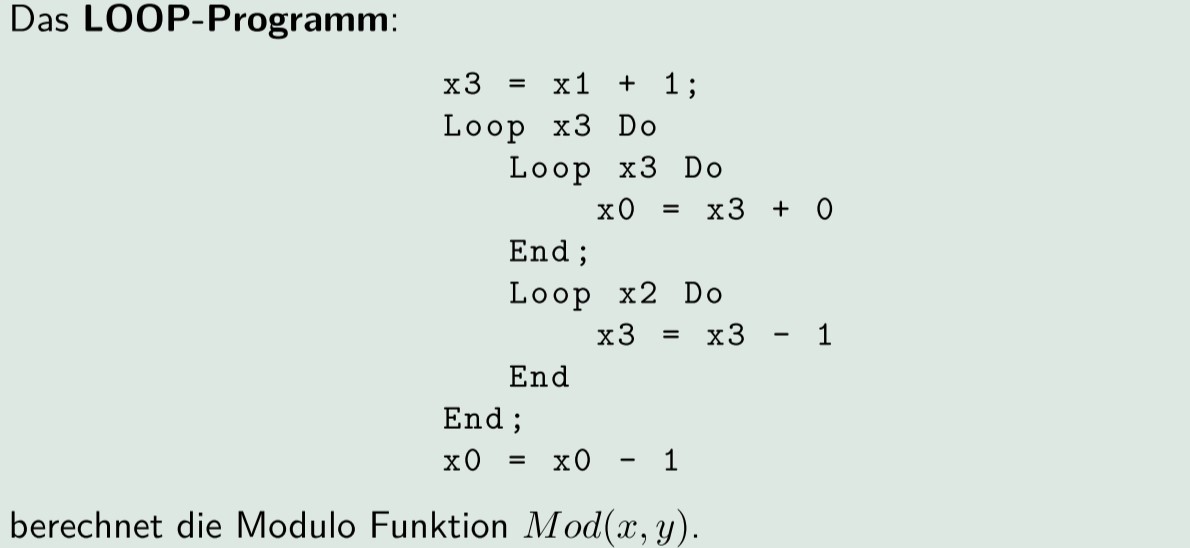 Das LOOP-Programm:
x3 = x1 + 1;
Loop x3 Do
Loop x3 Do
x0 = x3 + 0
End;
Loop x2 Do
x3 = x3 - 1
End
End;
x0 = x0 - 1
berechnet die Modulo Funktion Mod(x, y).